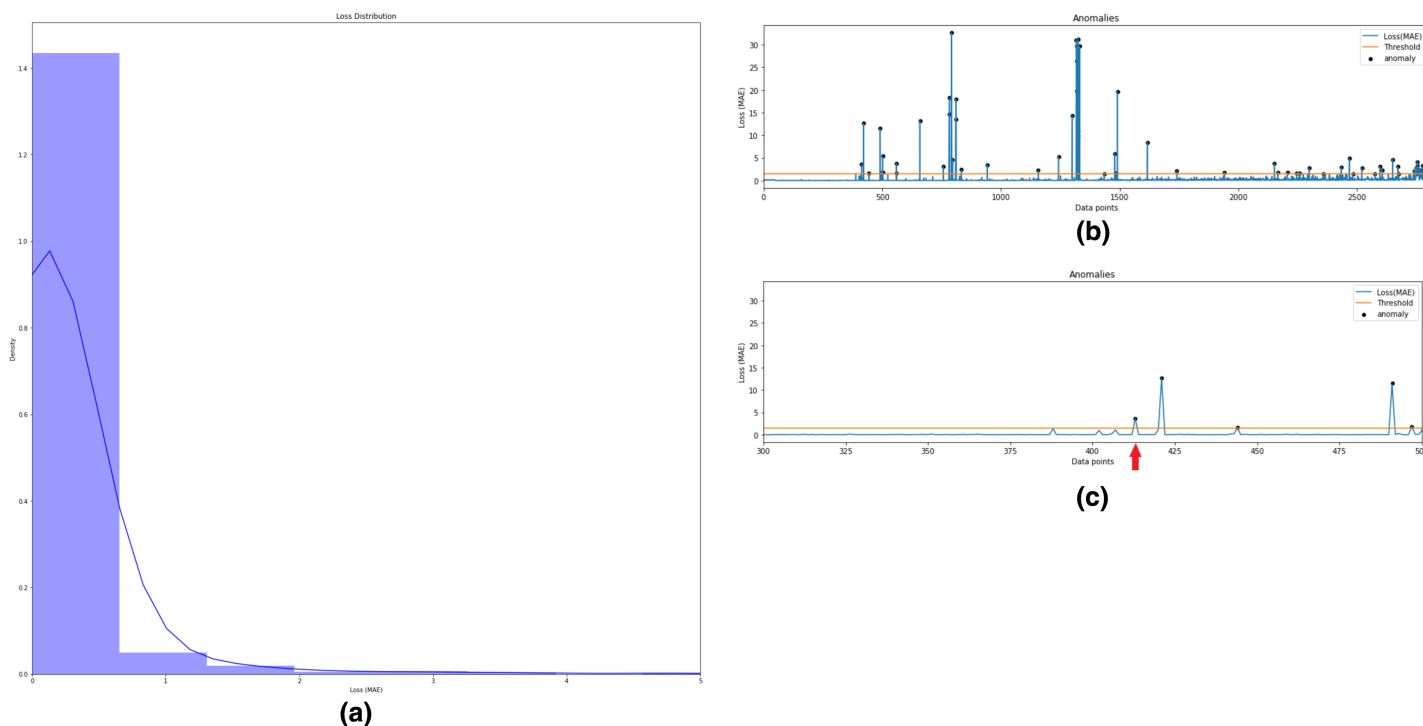 Loss Distribution
1.4
1.2
1.0
0.8
0.6
0.4
0.2
0.0
Density
0 1 2 3 4 5
Loss (MAE)
(a)
Anomalies
30
25
20
15
10
5
0
Loss (MAE)
Loss(MAE)
Threshold
anomaly
0 500 1000 1500 2000 2500
Data points
(b)
Anomalies
30
25
20
15
10
5
0
Loss (MAE)
Loss(MAE)
Threshold
anomaly
300 325 350 375 400 425 450 475
Data points
(c)